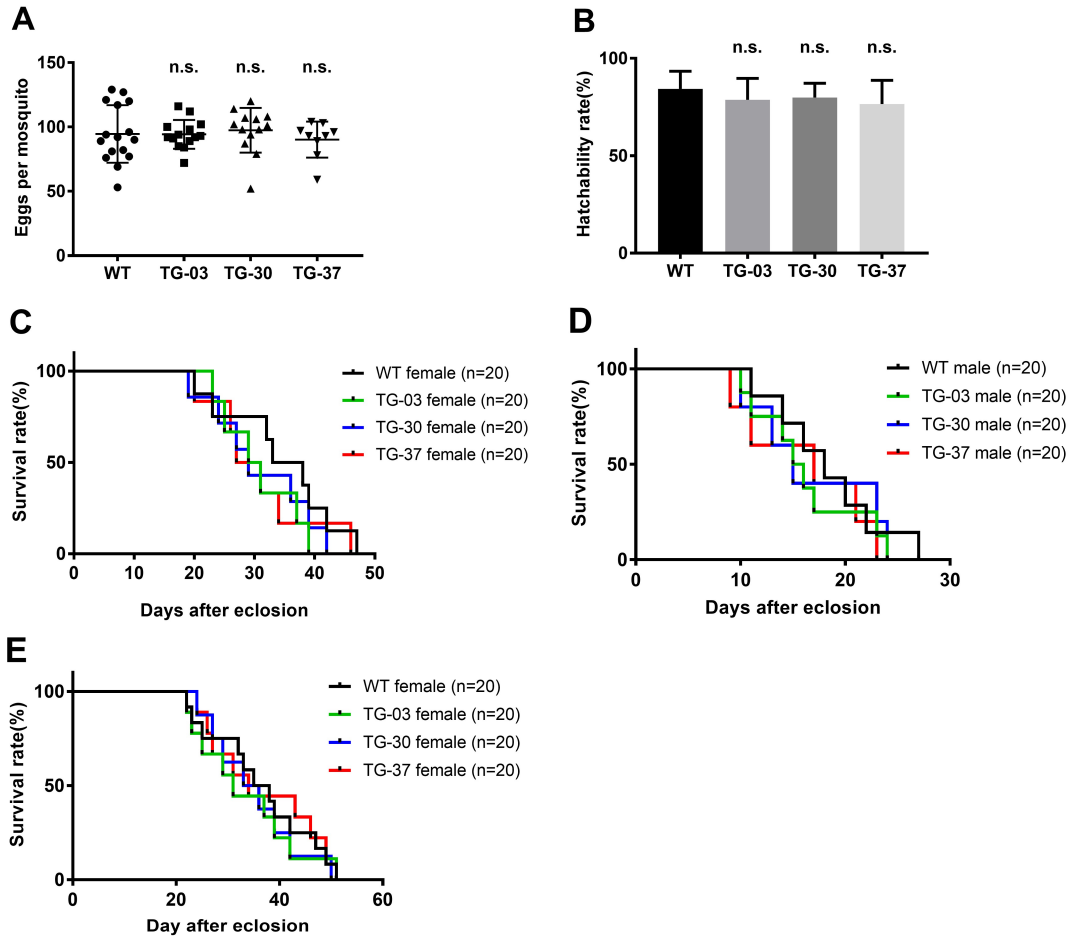 A
Eggs per mosquito
150
100
50
0
n.s.
n.s.
n.s.
WT
TG-03
TG-30
TG-37
B
Hatchability rate(%)
100
50
0
n.s.
n.s.
n.s.
WT
TG-03
TG-30
TG-37
C
Survival rate(%)
100
50
0
0
10
20
30
40
50
Days after eclosion
WT female (n=20)
TG-03 female (n=20)
TG-30 female (n=20)
TG-37 female (n=20)
D
Survival rate(%)
100
50
0
0
10
20
30
Days after eclosion
WT male (n=20)
TG-03 male (n=20)
TG-30 male (n=20)
TG-37 male (n=20)
E
Survival rate(%)
100
50
0
0
20
40
60
Day after eclosion
WT female (n=20)
TG-03 female (n=20)
TG-30 female (n=20)
TG-37 female (n=20)